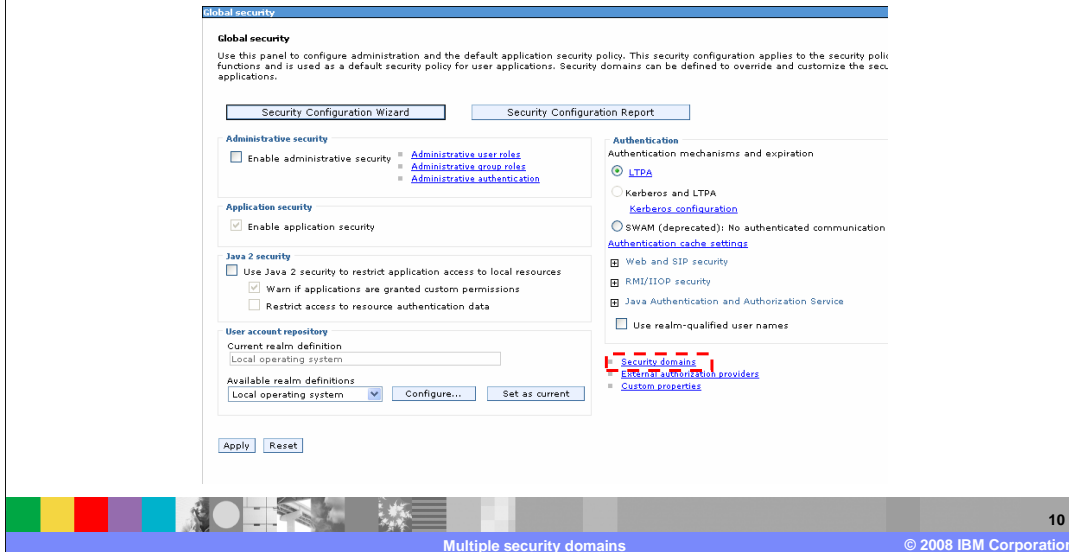 Global security
Global security
Use this panel to configure administration and the default application security policy. This security configuration applies to the security
functions and is used as a default security policy for user applications. Security domains can be defined to override and customize the
applications.
Security Configuration Wizard
Security Configuration Report
Administrative security
Enable administrative security
Administrative user roles
Administrative group roles
Administrative authentication
Application security
Enable application security
Java 2 security
Use Java 2 security to restrict application access to local resources
Warn if applications are granted custom permissions
Restrict access to resource authentication data
User account repository
Current realm definition
Local operating system
Available realm definitions
Local operating system
Configure...
Set as current
Authentication
Authentication mechanisms and expiration
LTPA
Kerberos and LTPA
Kerberos configuration
SWAM (deprecated): No authenticated communication
Authentication cache settings
Web and SIP security
RMI/IIOP security
Java Authentication and Authorization Service
Use realm-qualified user names
Security domains
External authorization providers
Custom properties
Apply
Reset
10
Multiple security domains
© 2008 IBM Corporation